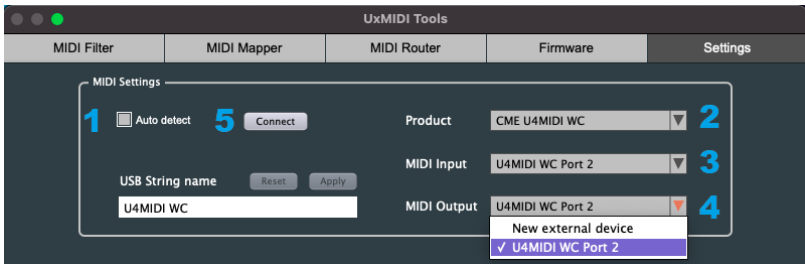 UxMIDI Tools
MIDI Filter
MIDI Mapper
MIDI Router
Firmware
Settings
MIDI Settings
1
Auto detect
5
Connect
Product
CME U4MIDI WC
2
MIDI Input
U4MIDI WC Port 2
3
USB String name
Reset
Apply
U4MIDI WC
MIDI Output
U4MIDI WC Port 2
4
New external device
✓ U4MIDI WC Port 2